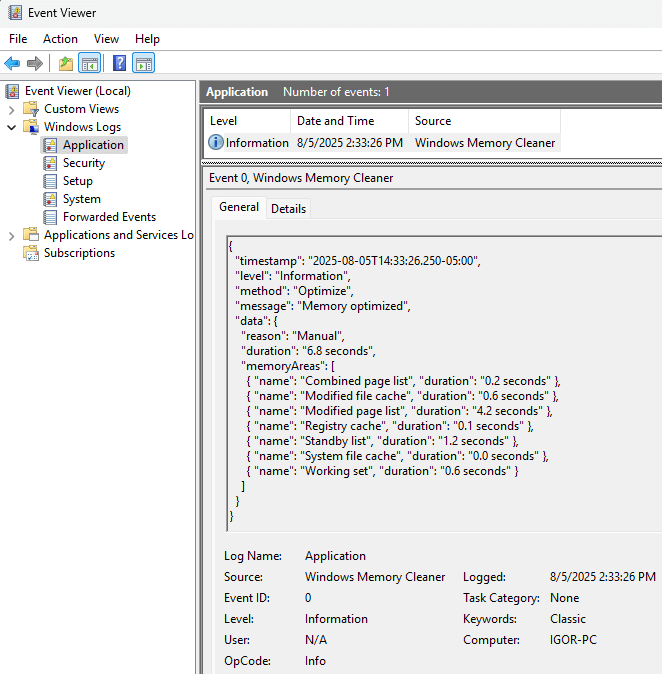 Event Viewer
File Action View Help
Event Viewer (Local)
Custom Views
Windows Logs
Application
Security
Setup
System
Forwarded Events
Applications and Services Lo
Subscriptions
Application Number of events: 1
Level Date and Time Source
Information 8/5/2025 2:33:26 PM Windows Memory Cleaner
Event 0, Windows Memory Cleaner
General Details
{
"timestamp": "2025-08-05T14:33:26.250-05:00",
"level": "Information",
"method": "Optimize",
"message": "Memory optimized",
"data": {
"reason": "Manual",
"duration": "6.8 seconds",
"memoryAreas": [
{ "name": "Combined page list", "duration": "0.2 seconds" },
{ "name": "Modified file cache", "duration": "0.6 seconds" },
{ "name": "Modified page list", "duration": "4.2 seconds" },
{ "name": "Registry cache", "duration": "0.1 seconds" },
{ "name": "Standby list", "duration": "1.2 seconds" },
{ "name": "System file cache", "duration": "0.0 seconds" },
{ "name": "Working set", "duration": "0.6 seconds" }
]
}
}
Log Name: Application
Source: Windows Memory Cleaner Logged: 8/5/2025 2:33:26 PM
Event ID: 0 Task Category: None
Level: Information Keywords: Classic
User: N/A Computer: IGOR-PC
OpCode: Info